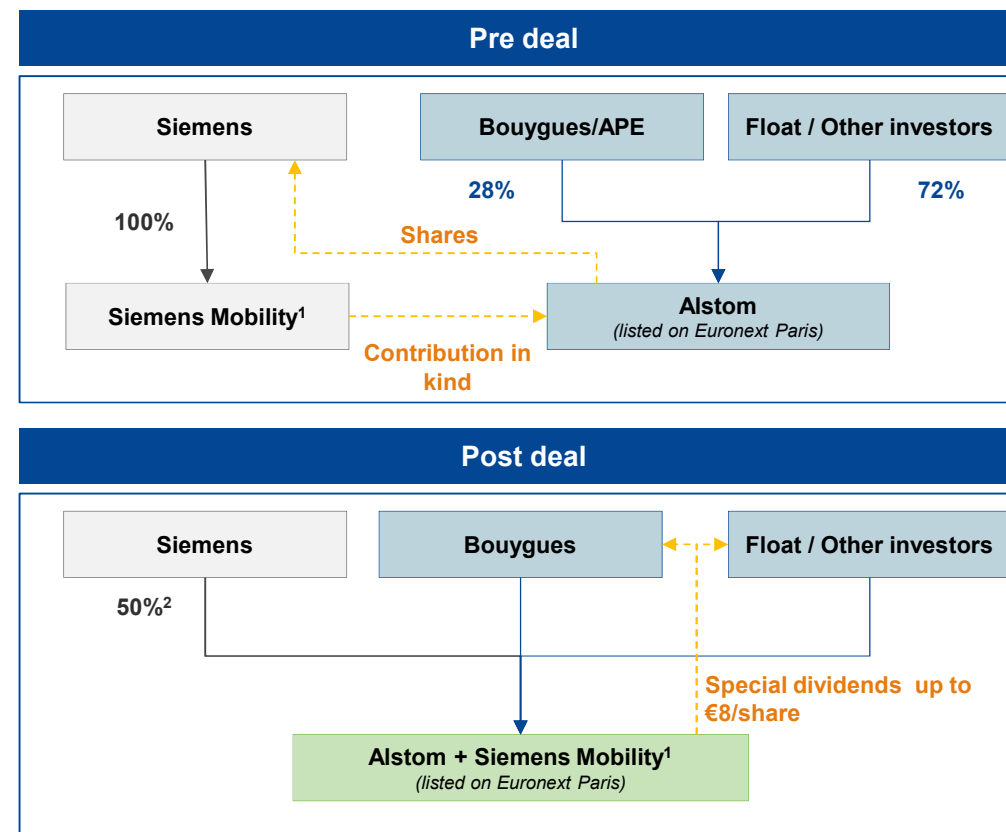 Pre deal
Siemens
Bouygues/APE
Float / Other investors
28%
72%
100%
Shares
Siemens Mobility¹
Alstom
(listed on Euronext Paris)
Contribution in
kind
Post deal
Siemens
Bouygues
Float / Other investors
50%²
Special dividends  up to
€8/share
Alstom + Siemens Mobility¹
(listed on Euronext Paris)